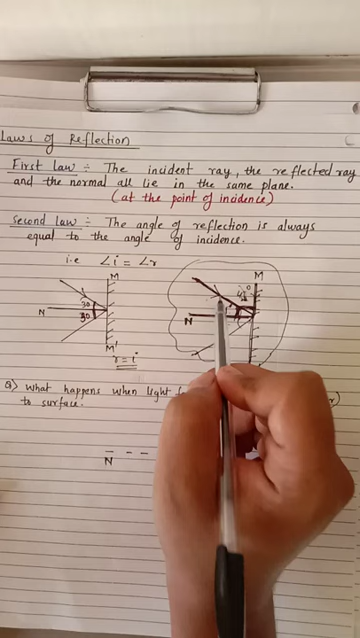 Laws of Reflection
First Law :- The incident ray, the reflected ray
and the normal all lie in the same plane.
(at the point of incidence)
Second Law :- The angle of reflection is always
equal to the angle of incidence.
i.e ∠i = ∠r
M
M
i
30
N
30
M'
r = i
N
Q) What happens when light
to surface.
N